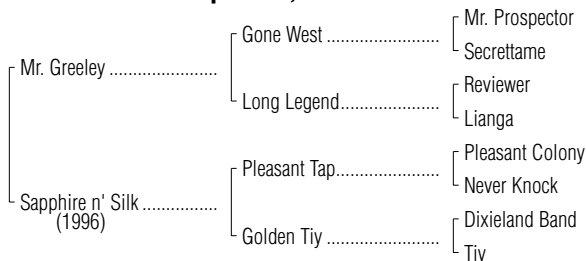 Mr. Prospector
Gone West ........................
Secrettame
Mr. Greeley .......................
Reviewer
Long Legend.....................
Lianga
Pleasant Colony
Pleasant Tap......................
Never Knock
Sapphire n' Silk ................
(1996)
Dixieland Band
Golden Tiy .......................
Tiy